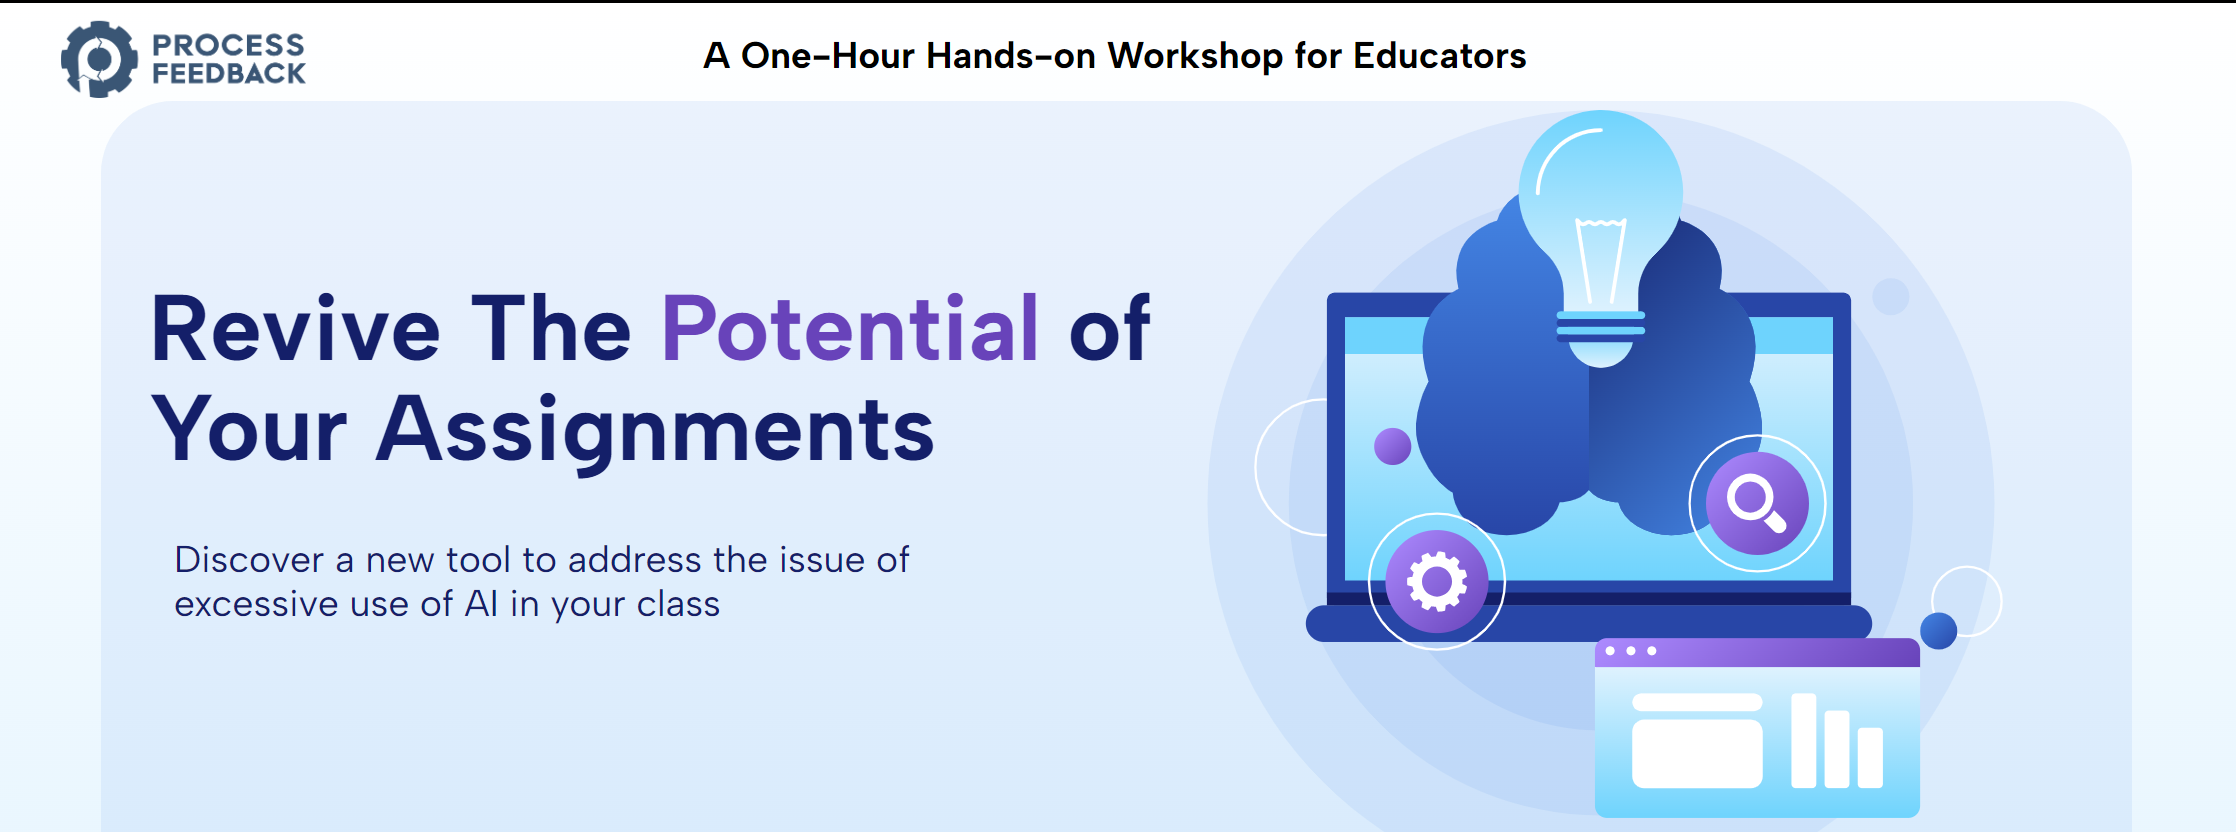 PROCESS
FEEDBACK
A One-Hour Hands-on Workshop for Educators
Revive The Potential of
Your Assignments
Discover a new tool to address the issue of
excessive use of AI in your class